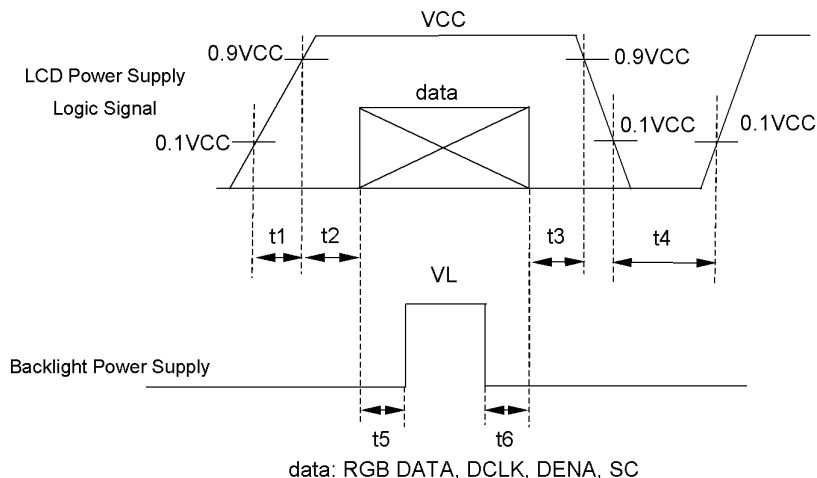 VCC
0.9VCC
0.9VCC
LCD Power Supply
Logic Signal
data
0.1VCC
0.1VCC
0.1VCC
t1
t2
t3
t4
VL
Backlight Power Supply
t5
t6
data: RGB DATA, DCLK, DENA, SC